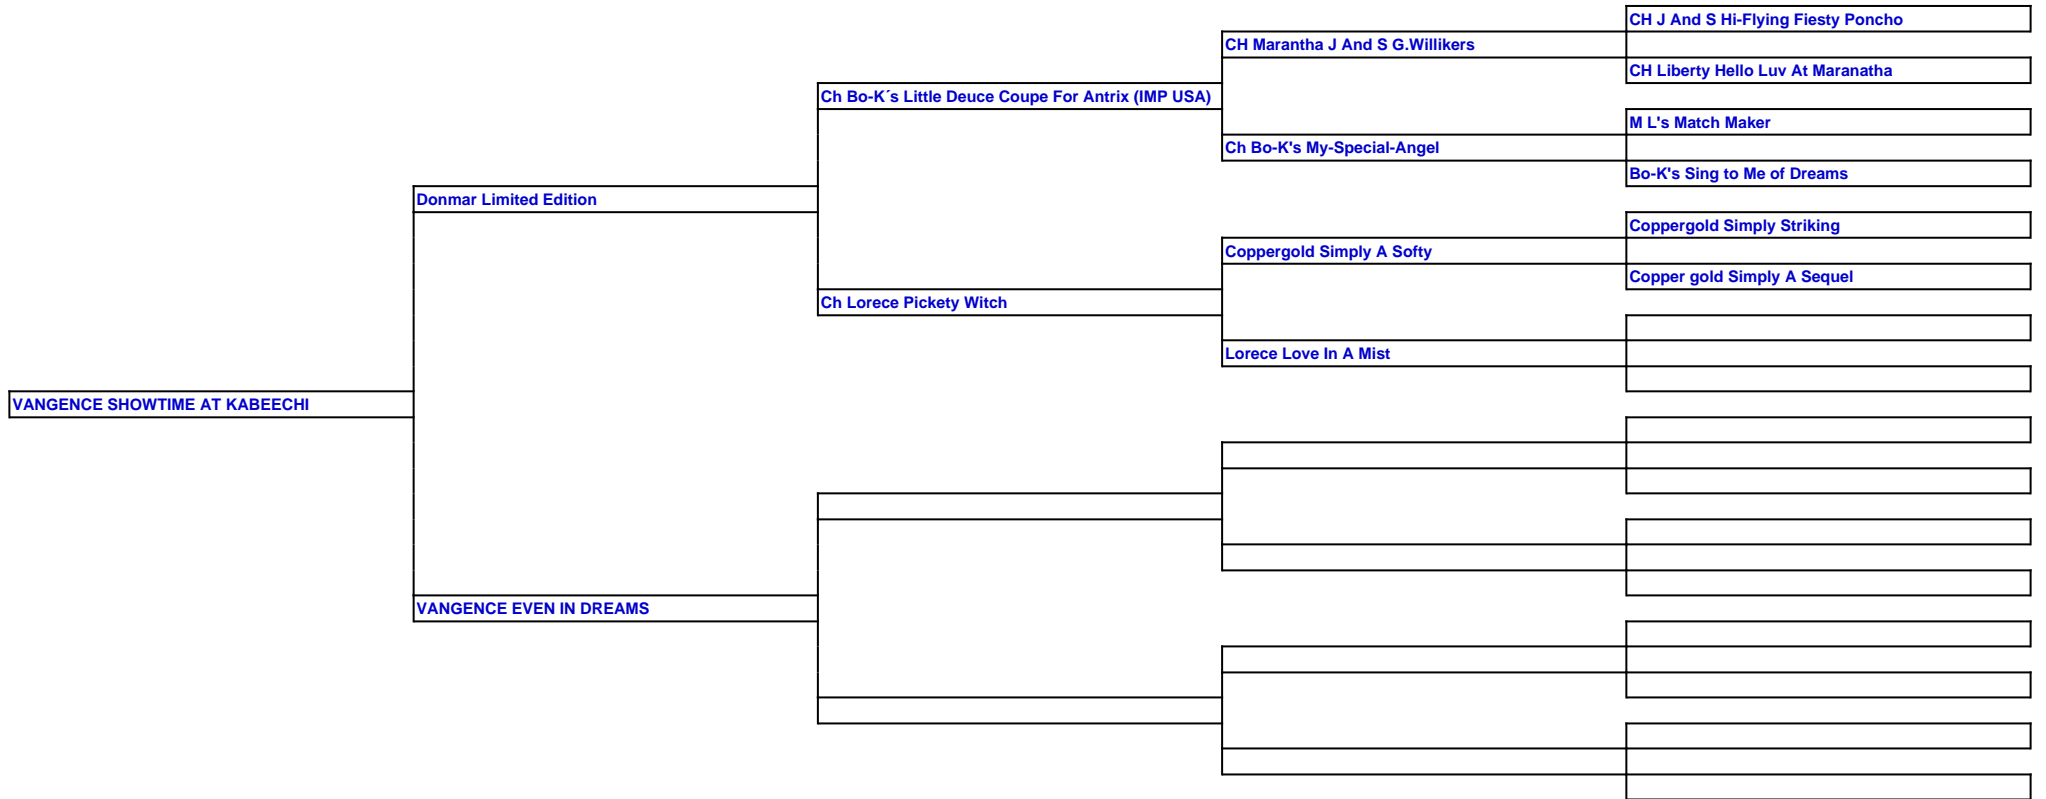 CH J And S Hi-Flying Fiesty Poncho
CH Marantha J And S G.Willikers
CH Liberty Hello Luv At Maranatha
Ch Bo-K´s Little Deuce Coupe For Antrix (IMP USA)
M L's Match Maker
Ch Bo-K's My-Special-Angel
Bo-K's Sing to Me of Dreams
Donmar Limited Edition
Coppergold Simply Striking
Coppergold Simply A Softy
Copper gold Simply A Sequel
Ch Lorece Pickety Witch
Lorece Love In A Mist
VANGENCE SHOWTIME AT KABEECHI
VANGENCE EVEN IN DREAMS